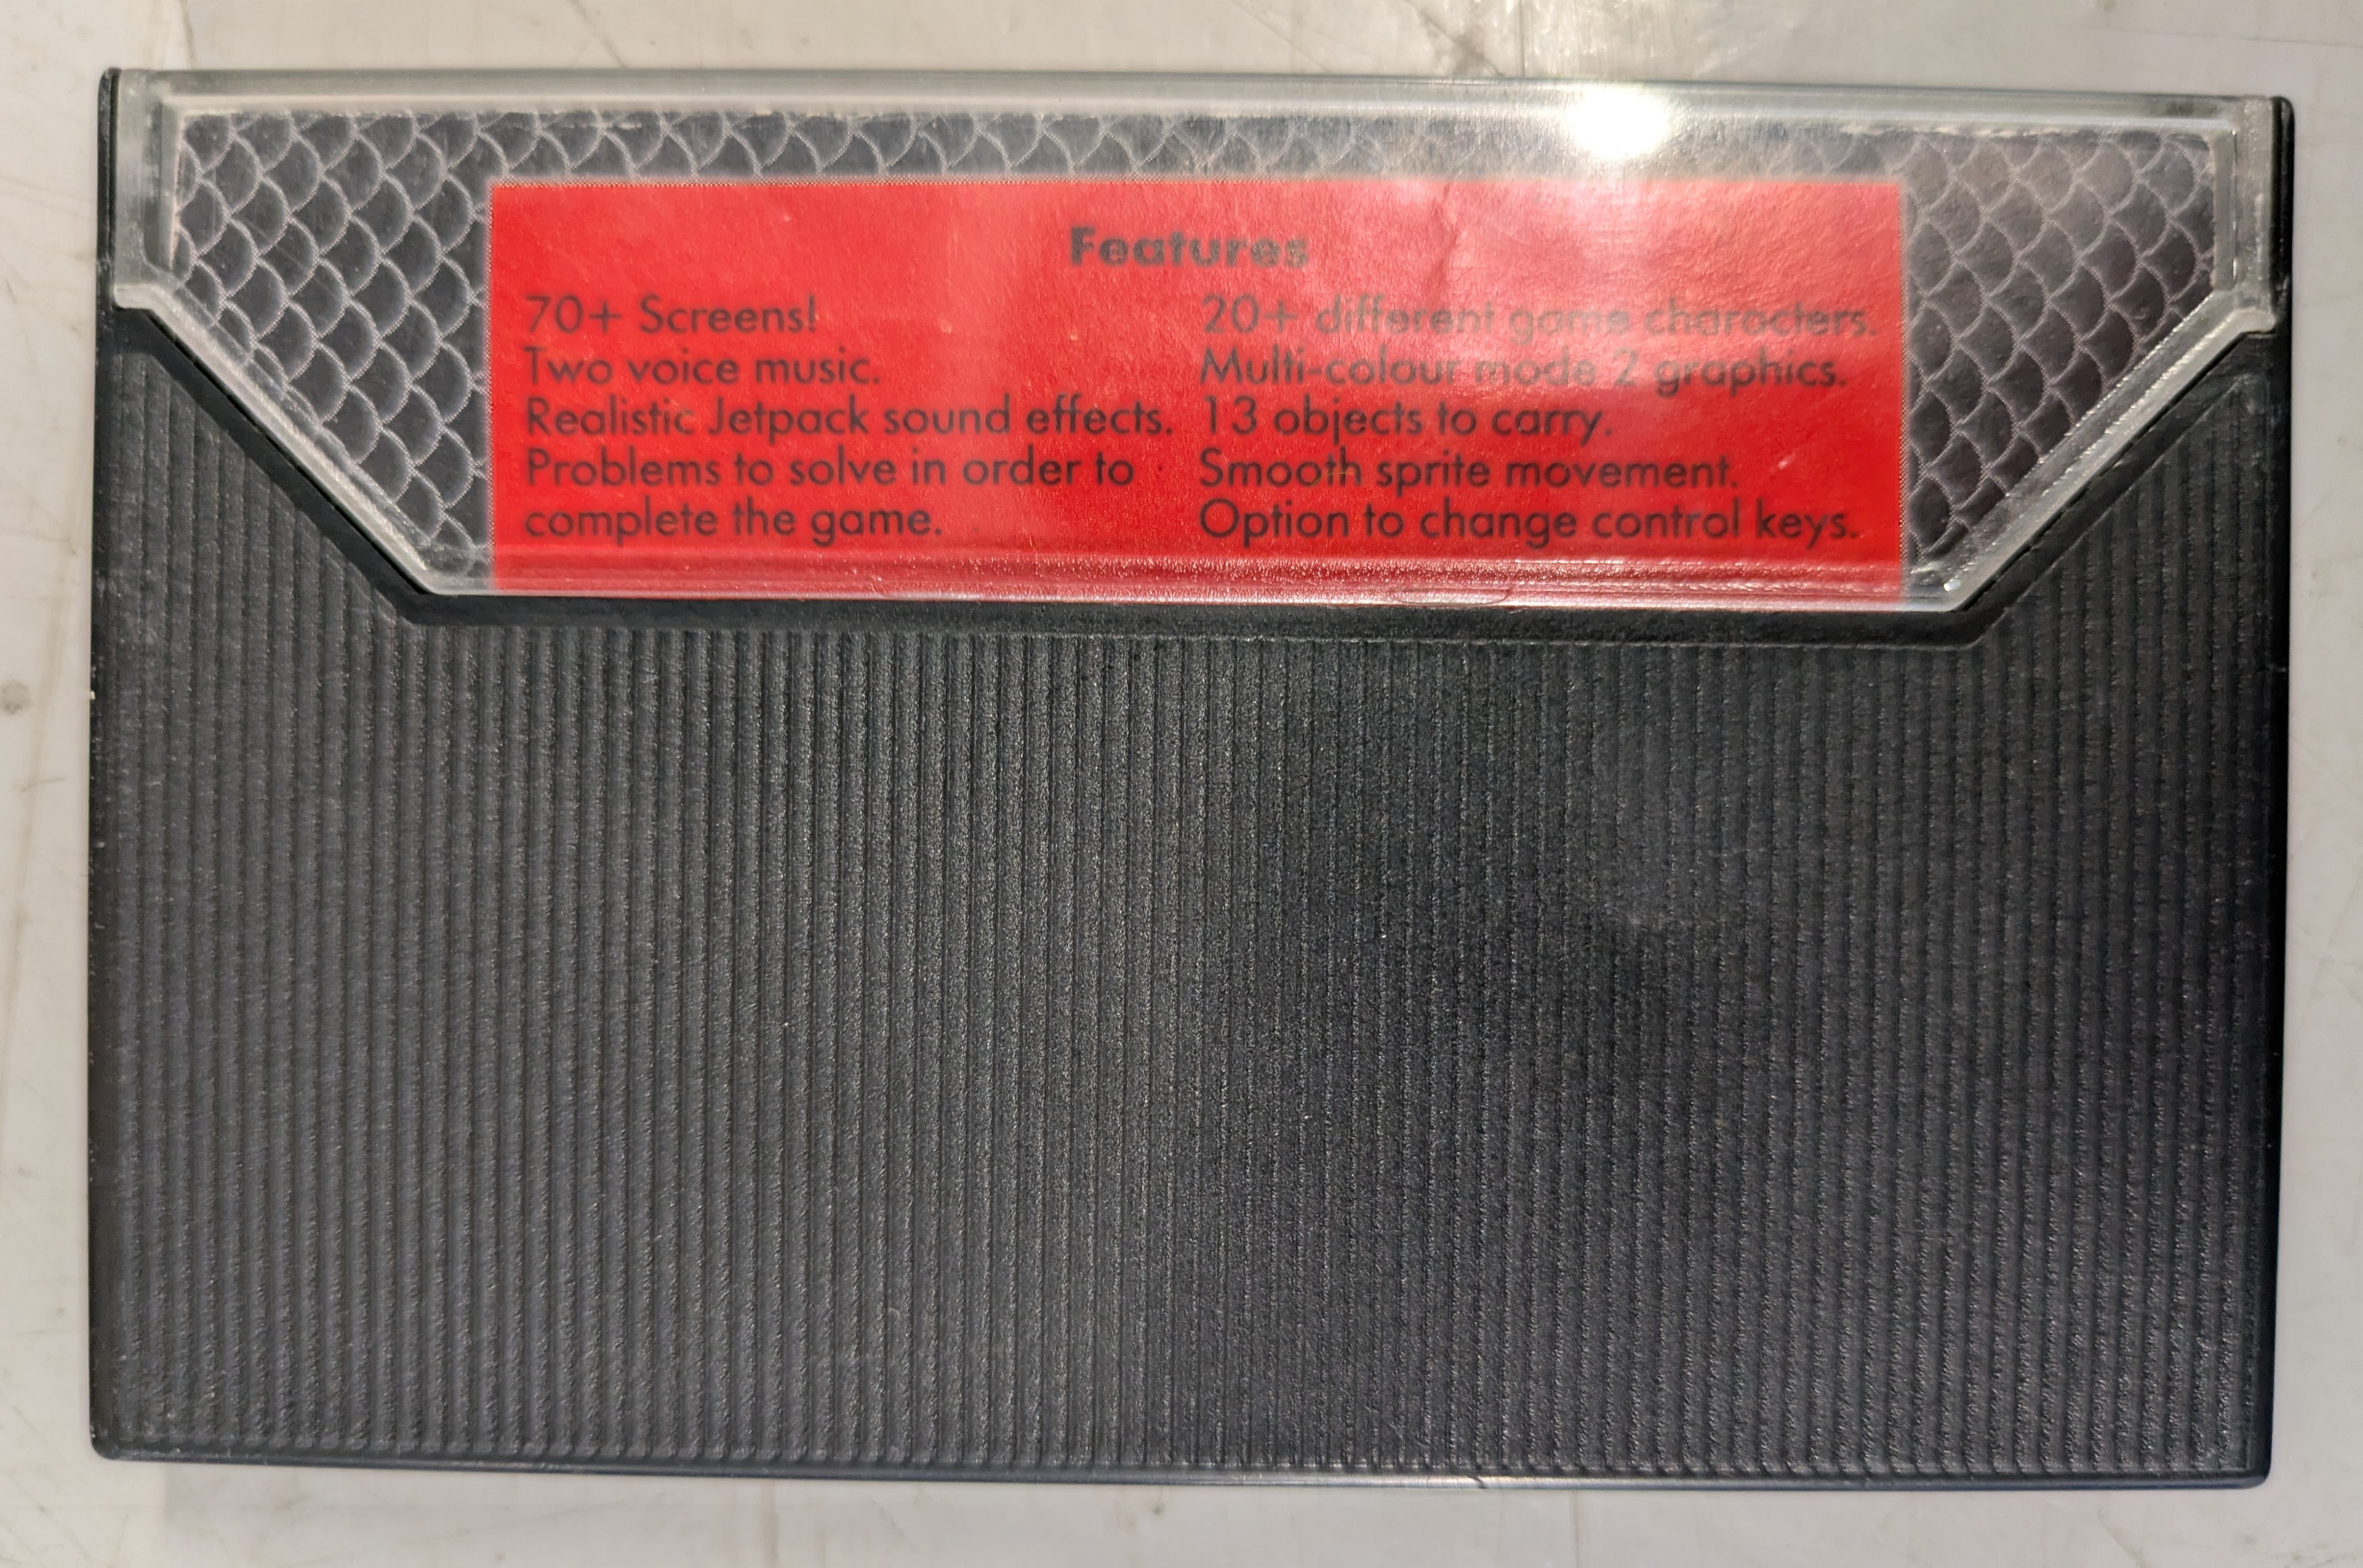 Features
70+ Screens!
Two voice music.
Realistic Jetpack sound effects.
Problems to solve in order to
complete the game.
20+ different game characters.
Multi-colour mode 2 graphics.
13 objects to carry.
Smooth sprite movement.
Option to change control keys.